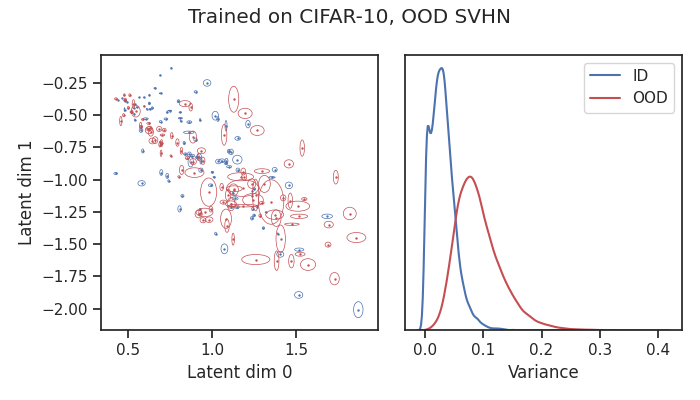 Trained on CIFAR-10, OOD SVHN
−0.25
−0.50
−0.75
−1.00
−1.25
−1.50
−1.75
−2.00
Latent dim 1
0.5
1.0
1.5
Latent dim 0
ID
OOD
0.0
0.1
0.2
0.3
0.4
Variance